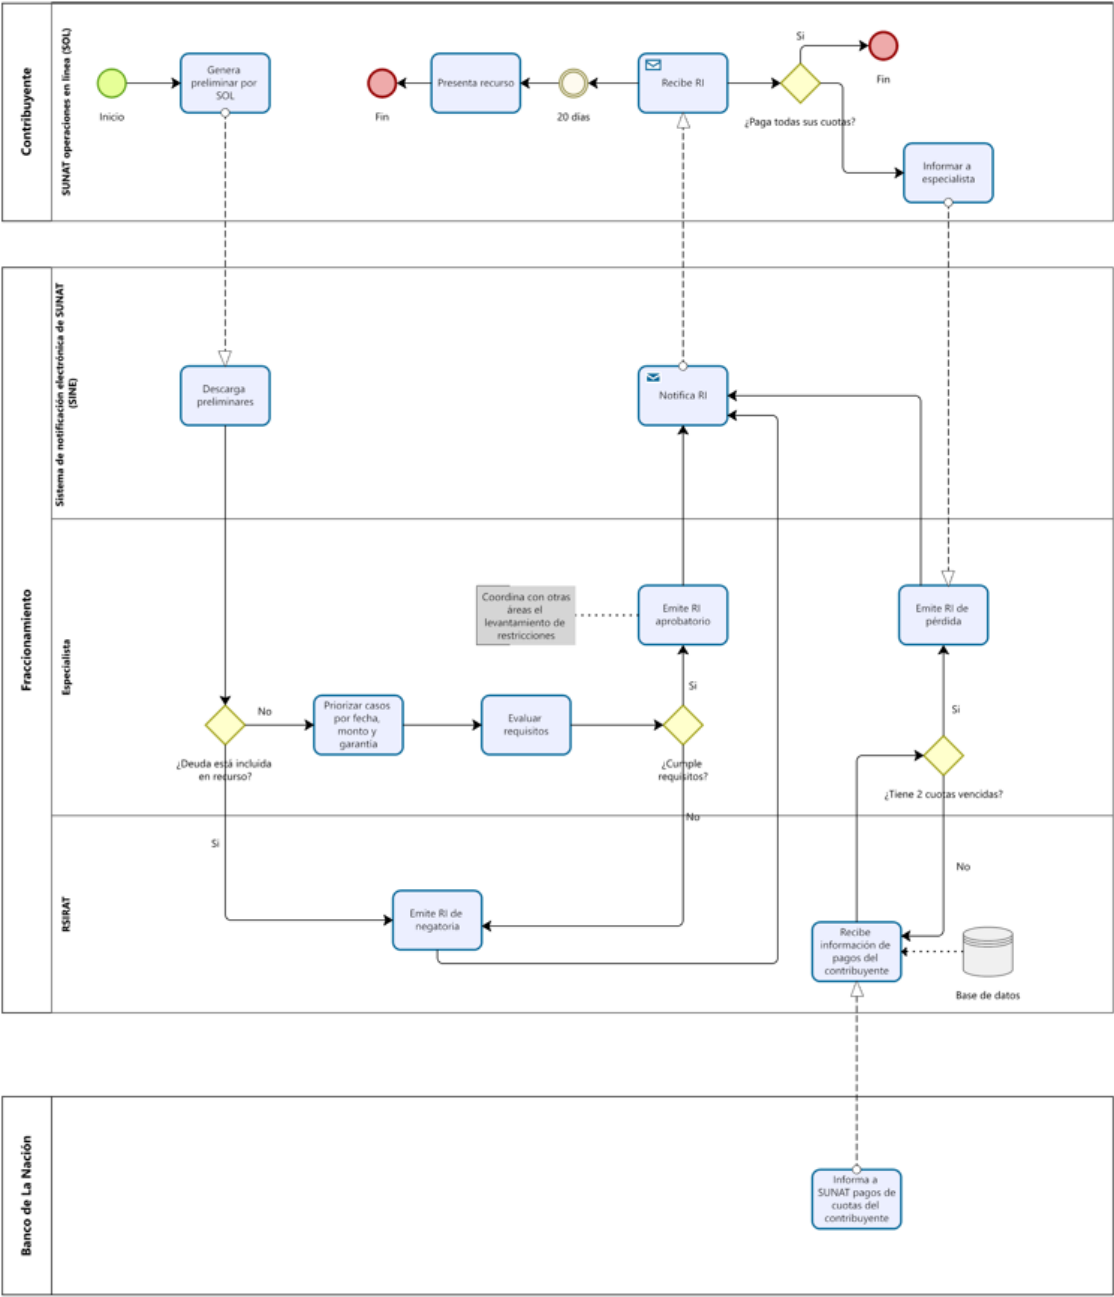 Contribuyente
SUNAT operaciones en línea (SOL)
Inicio
Genera
preliminar por
SOL
Fin
Presenta recurso
20 días
Recibe RI
Si
¿Paga todas sus cuotas?
Fin
Informar a
especialista
Fraccionamiento
Sistema de notificación electrónica de SUNAT
(SINE)
Descarga
preliminares
Notifica RI
Especialista
Coordina con otras
áreas el
levantamiento de
restricciones
Emite RI
aprobatorio
Emite RI de
pérdida
No
¿Deuda está incluida
en recurso?
Priorizar casos
por fecha,
monto y
garantía
Evaluar
requisitos
Si
¿Cumple
requisitos?
No
Si
¿Tiene 2 cuotas vencidas?
RSIRAT
Si
Emite RI de
negatoria
No
Recibe
información de
pagos del
contribuyente
Base de datos
Banco de La Nación
Informa a
SUNAT pagos de
cuotas del
contribuyente